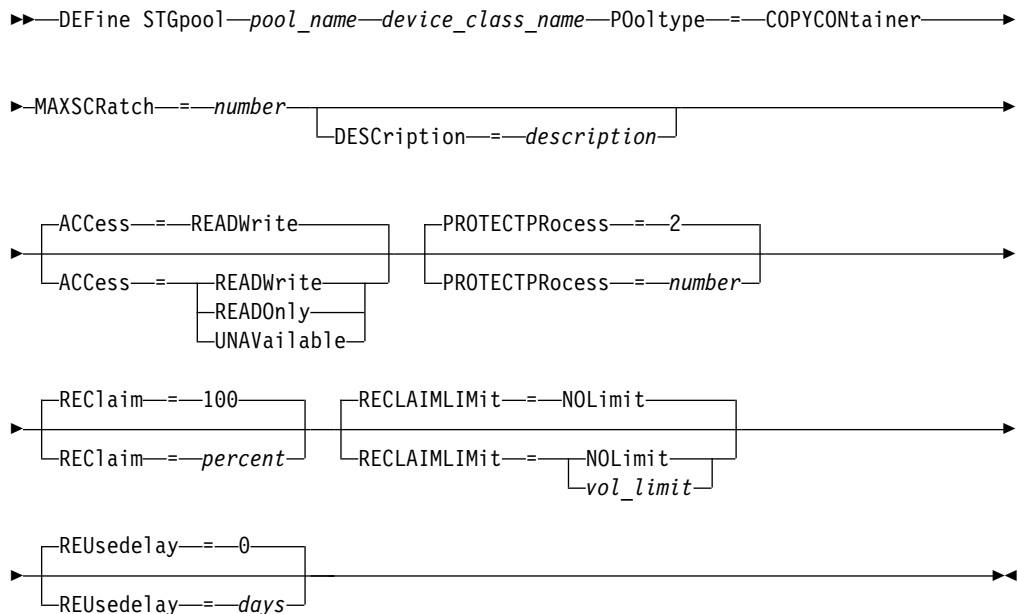 DEFine STGpool pool_name device_class_name POoltype = COPYCONtainer
MAXSCRatch = number
DESCription = description
ACCess = READWrite
PROTECTPRocess = 2
ACCess = READWrite
READOnly
UNAVailable
PROTECTPRocess = number
REClaim = 100
RECLAIMLIMit = NOLimit
REClaim = percent
RECLAIMLIMit = NOLimit
vol_limit
REUsedelay = 0
REUsedelay = days